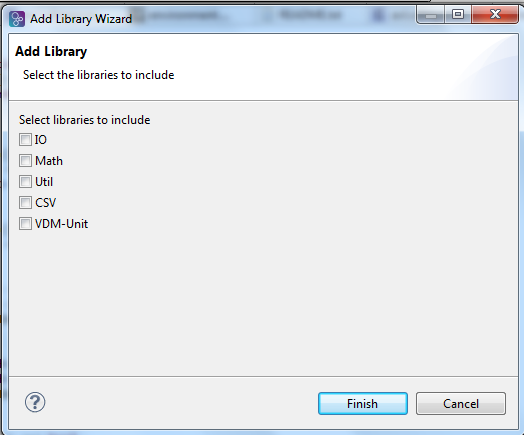 Add Library Wizard
Add Library
Select the libraries to include
Select libraries to include
IO
Math
Util
CSV
VDM-Unit
?
Finish
Cancel